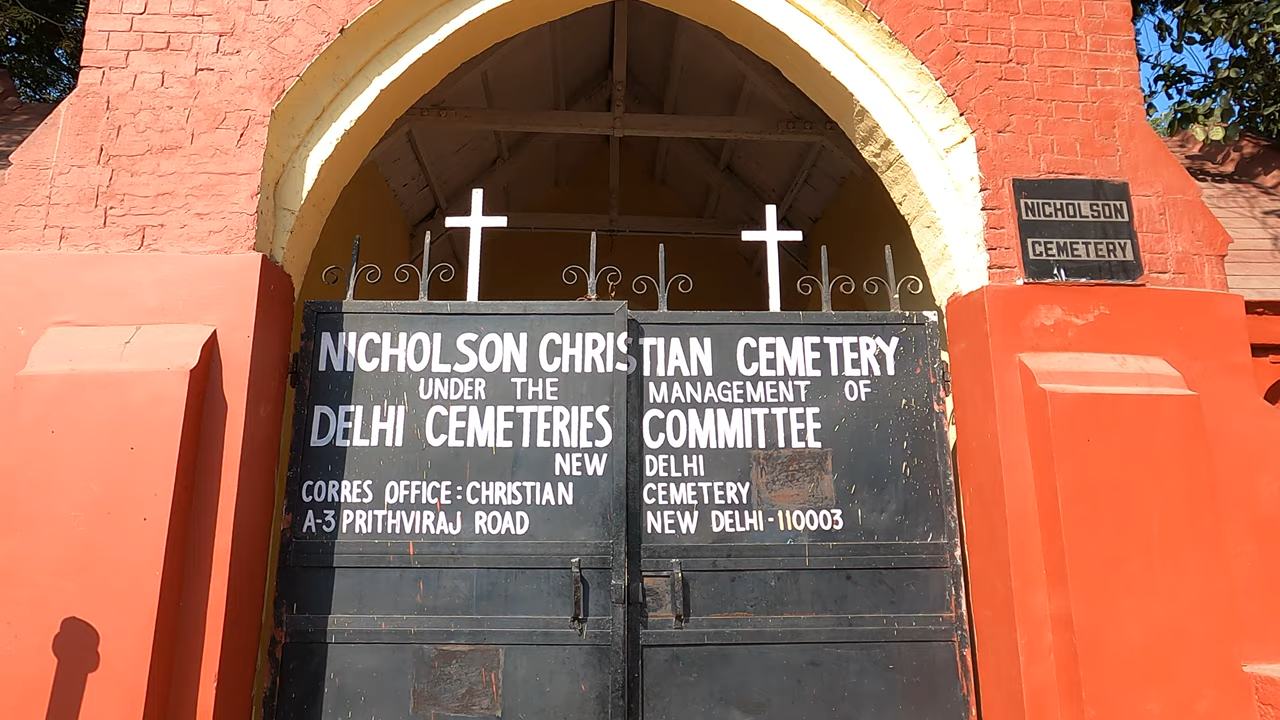 NICHOLSON CHRISTIAN CEMETERY
UNDER THE MANAGEMENT OF
DELHI CEMETERIES COMMITTEE
NEW DELHI
CORRES OFFICE:CHRISTIAN CEMETERY
A-3 PRITHVIRAJ ROAD NEW DELHI-110003
NICHOLSON
CEMETERY